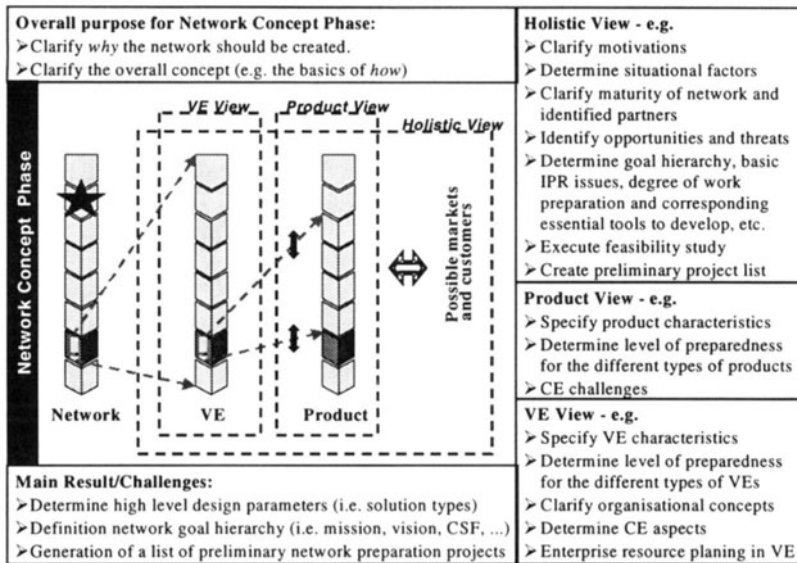 Overall purpose for Network Concept Phase:
➢Clarify why the network should be created.
➢Clarify the overall concept (e.g. the basics of how)
Network Concept Phase
VE View
Product View
Holistic View
Possible markets
and customers
Network
VE
Product
Main Result/Challenges:
➢Determine high level design parameters (i.e. solution types)
➢Definition network goal hierarchy (i.e. mission, vision, CSF, ...)
➢Generation of a list of preliminary network preparation projects
Holistic View - e.g.
➢Clarify motivations
➢Determine situational factors
➢Clarify maturity of network and
identified partners
➢Identify opportunities and threats
➢Determine goal hierarchy, basic
IPR issues, degree of work
preparation and corresponding
essential tools to develop, etc.
➢Execute feasibility study
➢Create preliminary project list
Product View - e.g.
➢Specify product characteristics
➢Determine level of preparedness
for the different types of products
➢CE challenges
VE View - e.g.
➢Specify VE characteristics
➢Determine level of preparedness
for the different types of VEs
➢Clarify organisational concepts
➢Determine CE aspects
➢Enterprise resource planing in VE